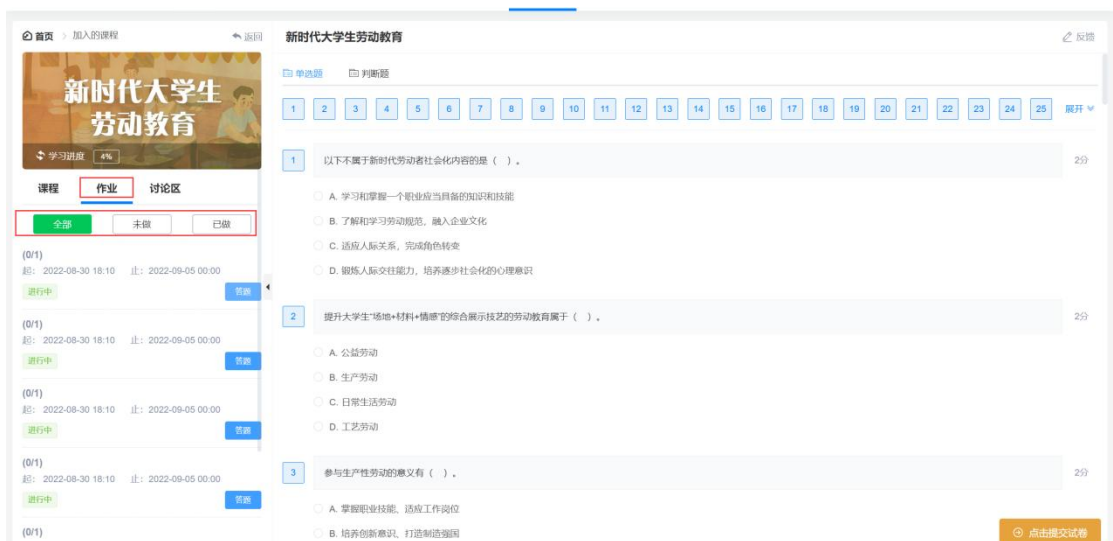 首页 > 加入的课程
返回
新时代大学生
劳动教育
学习进度 4%
课程 作业 讨论区
全部 未做 已做
(0/1)
起: 2022-08-30 18:10 止: 2022-09-05 00:00
进行中 答题
(0/1)
起: 2022-08-30 18:10 止: 2022-09-05 00:00
进行中 答题
(0/1)
起: 2022-08-30 18:10 止: 2022-09-05 00:00
进行中 答题
(0/1)
起: 2022-08-30 18:10 止: 2022-09-05 00:00
进行中 答题
(0/1)
新时代大学生劳动教育
反馈
单选题 判断题
1 2 3 4 5 6 7 8 9 10 11 12 13 14 15 16 17 18 19 20 21 22 23 24 25 展开
1 以下不属于新时代劳动者社会化内容的是（ ）。 2分
A. 学习和掌握一个职业应当具备的知识和技能
B. 了解和学习劳动规范，融入企业文化
C. 适应人际关系，完成角色转变
D. 锻炼人际交往能力，培养逐步社会化的心理意识
2 提升大学生“场地+材料+情感”的综合展示技艺的劳动教育属于（ ）。 2分
A. 公益劳动
B. 生产劳动
C. 日常生活劳动
D. 工艺劳动
3 参与生产性劳动的意义有（ ）。 2分
A. 掌握职业技能、适应工作岗位
B. 培养创新意识、打造制造强国
点击提交试卷